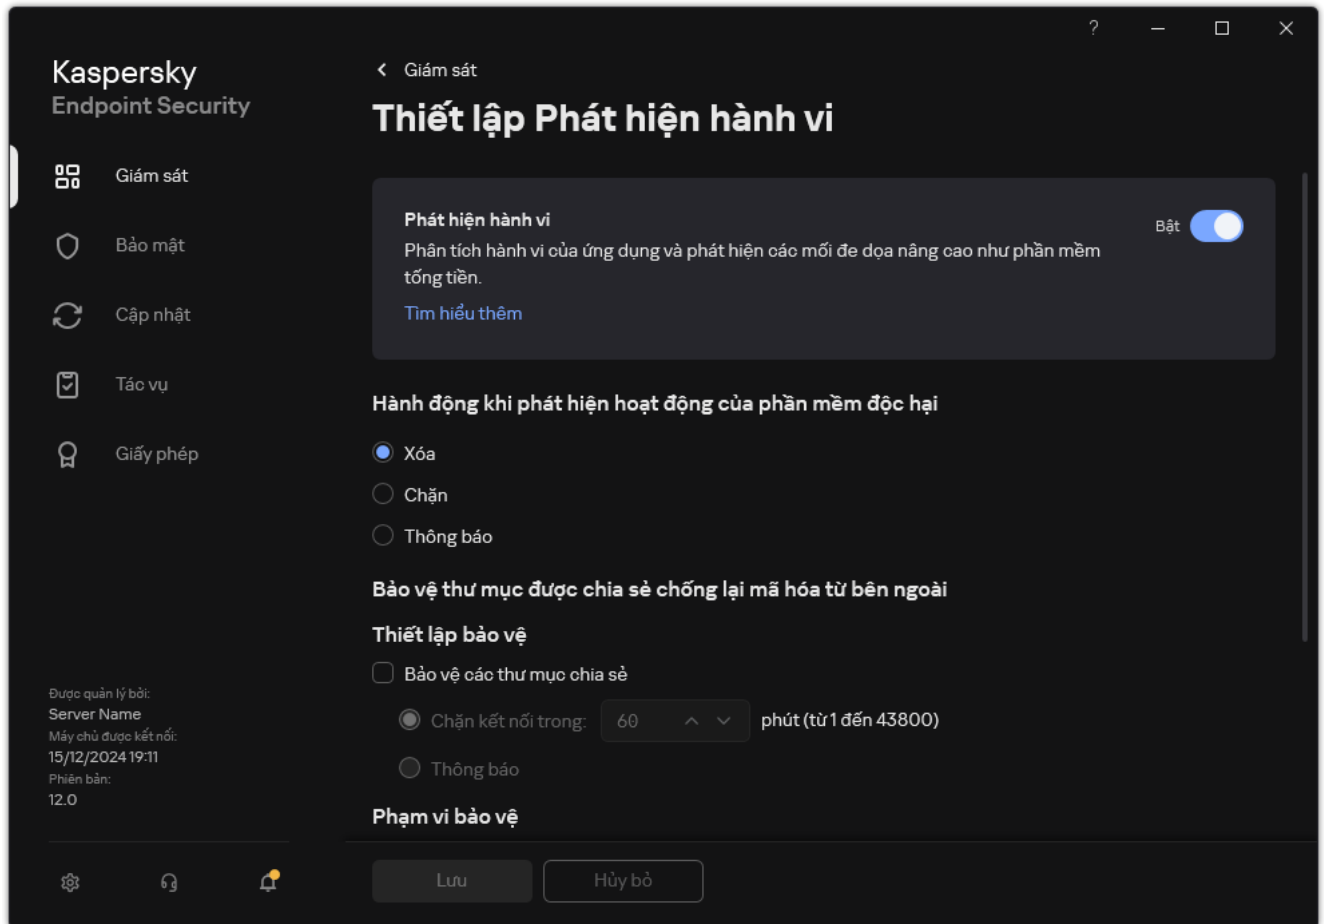 ?
Kaspersky
Endpoint Security
Giám sát
Bảo mật
Cập nhật
Tác vụ
Giấy phép
Được quản lý bởi:
Server Name
Máy chủ được kết nối:
15/12/2024 19:11
Phiên bản:
12.0
Giám sát
Thiết lập Phát hiện hành vi
Phát hiện hành vi
Bật
Phân tích hành vi của ứng dụng và phát hiện các mối đe dọa nâng cao như phần mềm
tống tiền.
Tìm hiểu thêm
Hành động khi phát hiện hoạt động của phần mềm độc hại
Xóa
Chặn
Thông báo
Bảo vệ thư mục được chia sẻ chống lại mã hóa từ bên ngoài
Thiết lập bảo vệ
Bảo vệ các thư mục chia sẻ
Chặn kết nối trong: 60 phút (từ 1 đến 43800)
Thông báo
Phạm vi bảo vệ
Lưu
Hủy bỏ